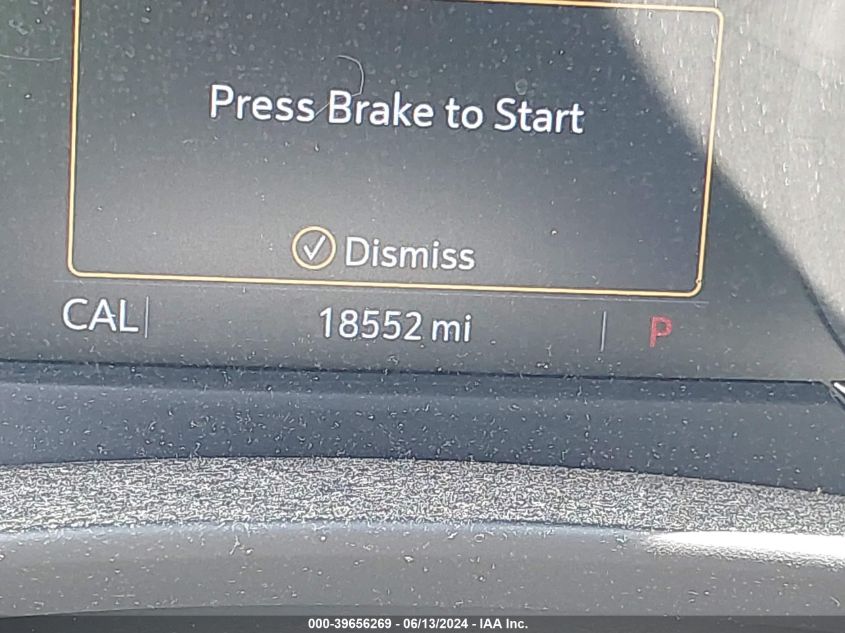 Press Brake to Start
Dismiss
CAL
18552 mi
P
000-39656269 - 06/13/2024 - IAA Inc.